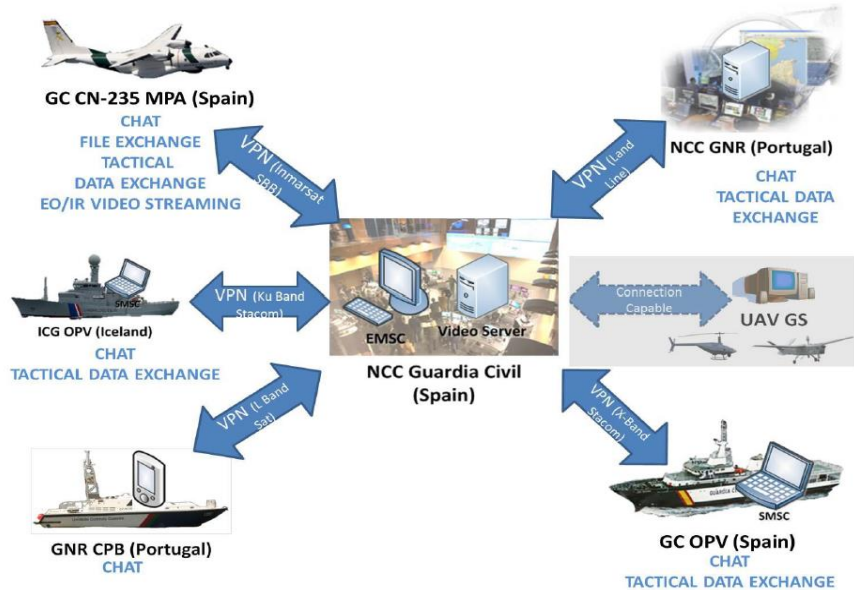 GC CN-235 MPA (Spain)
CHAT
FILE EXCHANGE
TACTICAL
DATA EXCHANGE
EO/IR VIDEO STREAMING
VPN (Inmarsat
SBB)
NCC GNR (Portugal)
CHAT
TACTICAL DATA
EXCHANGE
VPN (Land
Line)
SMSC
ICG OPV (Iceland)
CHAT
TACTICAL DATA EXCHANGE
VPN (Ku Band
Stacom)
EMSC
Video Server
NCC Guardia Civil
(Spain)
Connection
Capable
UAV GS
VPN (L Band
Sat)
GNR CPB (Portugal)
CHAT
VPN (X-Band
Stacom)
GUARDIA CIVIL
SMSC
GC OPV (Spain)
CHAT
TACTICAL DATA EXCHANGE